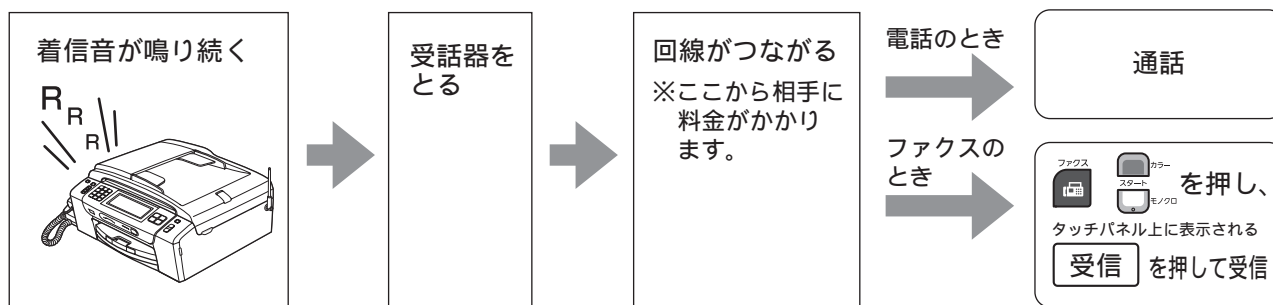 着信音が鳴り続く
R
R
R
受話器を
とる
回線がつながる
※ここから相手に
料金がかかり
ます。
電話のとき
通話
ファクスの
とき
ファクス
カラー
スタート
モノクロ
を押し、
タッチパネル上に表示される
受信 を押して受信